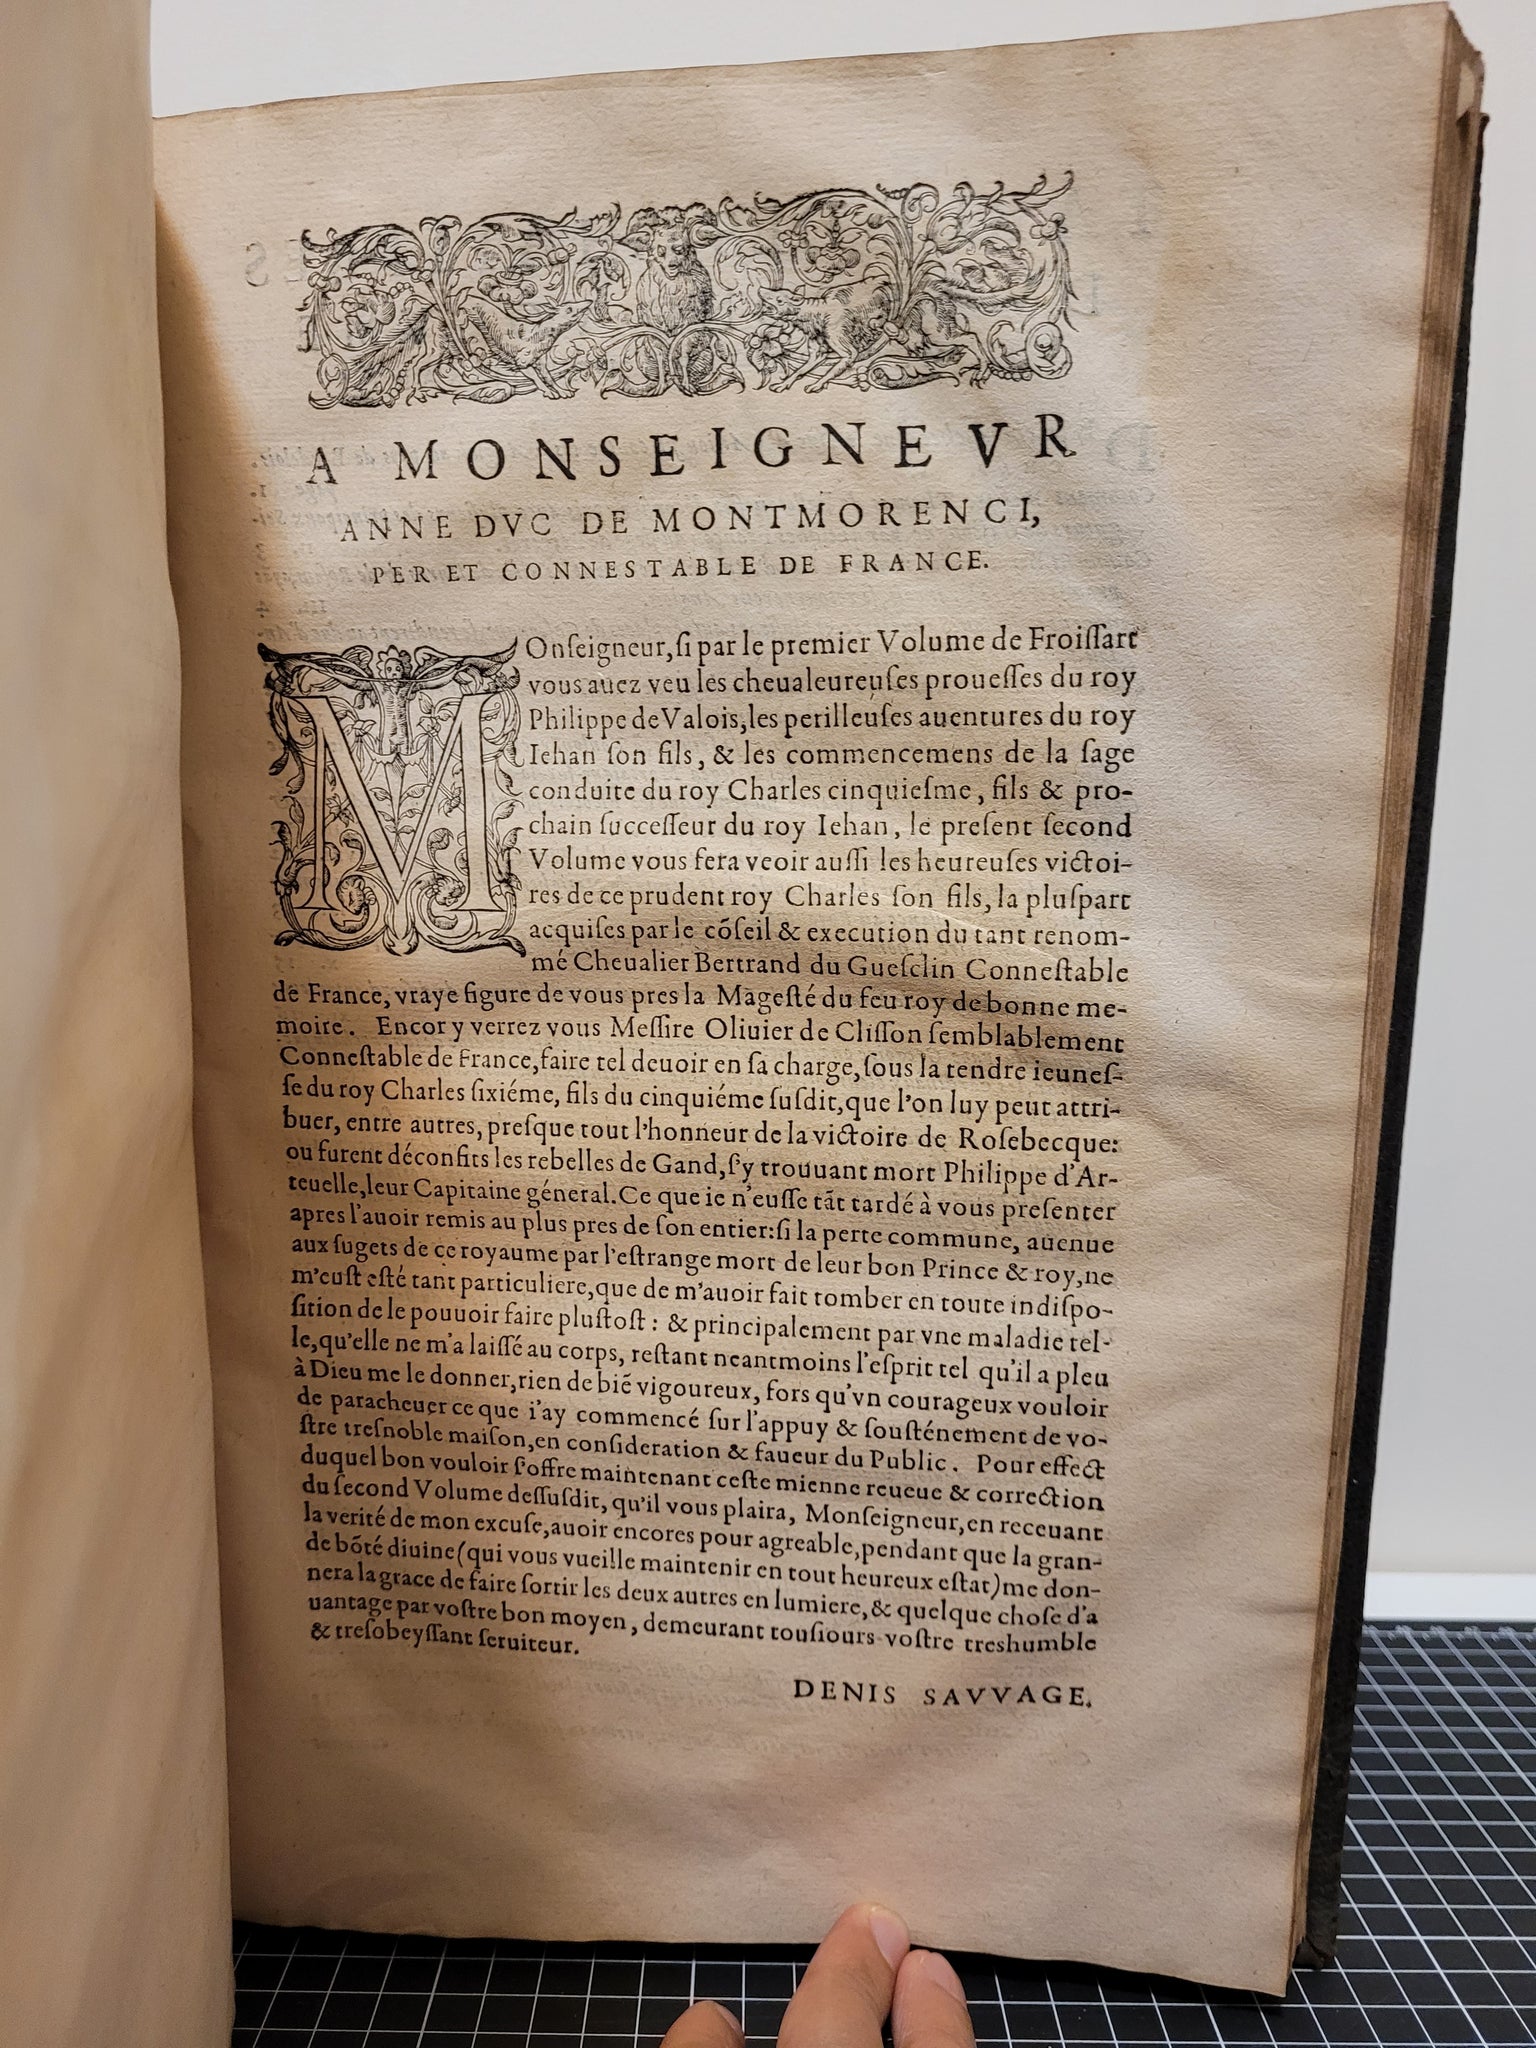 A MONSEIGNEVR
ANNE DVC DE MONTMORENCI,
PER ET CONNESTABLE DE FRANCE.
MOnſeigneur,ſi par le premier Volume de Froiſſart
vous auez veu les cheualeureuſes proueſſes du roy
Philippe de Valois,les perilleuſes auentures du roy
Iehan ſon fils, & les commencemens de la ſage
conduite du roy Charles cinquieſme, fils & pro-
chain ſucceſſeur du roy Iehan, le preſent ſecond
Volume vous fera veoir auſſi les heureuſes victoi-
res de ce prudent roy Charles ſon fils, la pluſpart
acquiſes par le cõſeil & execution du tant renom-
mé Cheualier Bertrand du Gueſclin Conneſtable
de France, vraye figure de vous pres la Mageſté du feu roy de bonne me-
moire. Encor y verrez vous Meſſire Oliuier de Cliſſon ſemblablement
Conneſtable de France,faire tel deuoir en ſa charge,ſous la tendre ieuneſ-
ſe du roy Charles ſixiéme, fils du cinquiéme ſuſdit,que l'on luy peut attri-
buer, entre autres, preſque tout l'honneur de la victoire de Roſebecque:
ou furent déconfits les rebelles de Gand,ſ'y trouuant mort Philippe d'Ar-
teuelle,leur Capitaine géneral.Ce que ie n'euſſe tãt tardé à vous preſenter
apres l'auoir remis au plus pres de ſon entier:ſi la perte commune, auenue
aux ſugets de ce royaume par l'eſtrange mort de leur bon Prince & roy,ne
m'euſt eſté tant particuliere,que de m'auoir fait tomber en toute indiſpo-
ſition de le pouuoir faire pluſtoſt : & principalement par vne maladie tel-
le,qu'elle ne m'a laiſſé au corps, reſtant neantmoins l'eſprit tel qu'il a pleu
à Dieu me le donner,rien de biẽ vigoureux, fors qu'vn courageux vouloir
de paracheuer ce que i'ay commencé ſur l'appuy & ſouſténement de vo-
ſtre treſnoble maiſon,en conſideration & faueur du Public. Pour effect
duquel bon vouloir ſ'offre maintenant ceſte mienne reueue & correction
du ſecond Volume deſſuſdit, qu'il vous plaira, Monſeigneur,en receuant
la verité de mon excuſe,auoir encores pour agreable,pendant que la gran-
de bõté diuine(qui vous vueille maintenir en tout heureux eſtat)me don-
nera la grace de faire ſortir les deux autres en lumiere,& quelque choſe d'a
uantage par voſtre bon moyen, demeurant touſiours voſtre treshumble
& treſobeyſſant ſeruiteur.
DENIS SAVVAGE.